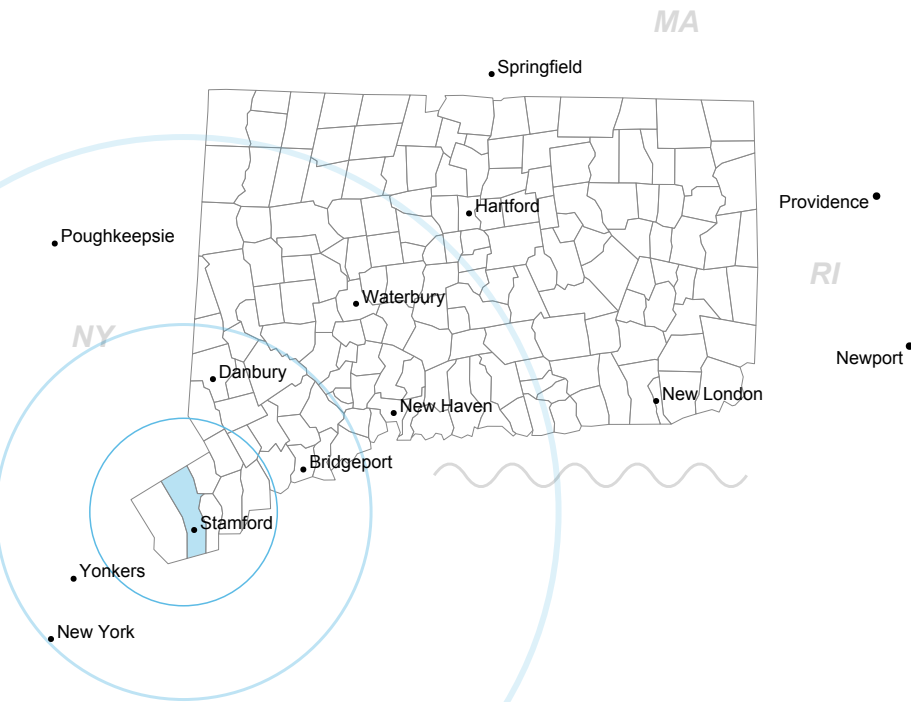 MA
Springfield
Providence
Hartford
Poughkeepsie
RI
Waterbury
NY
Newport
Danbury
New London
New Haven
Bridgeport
Stamford
Yonkers
New York